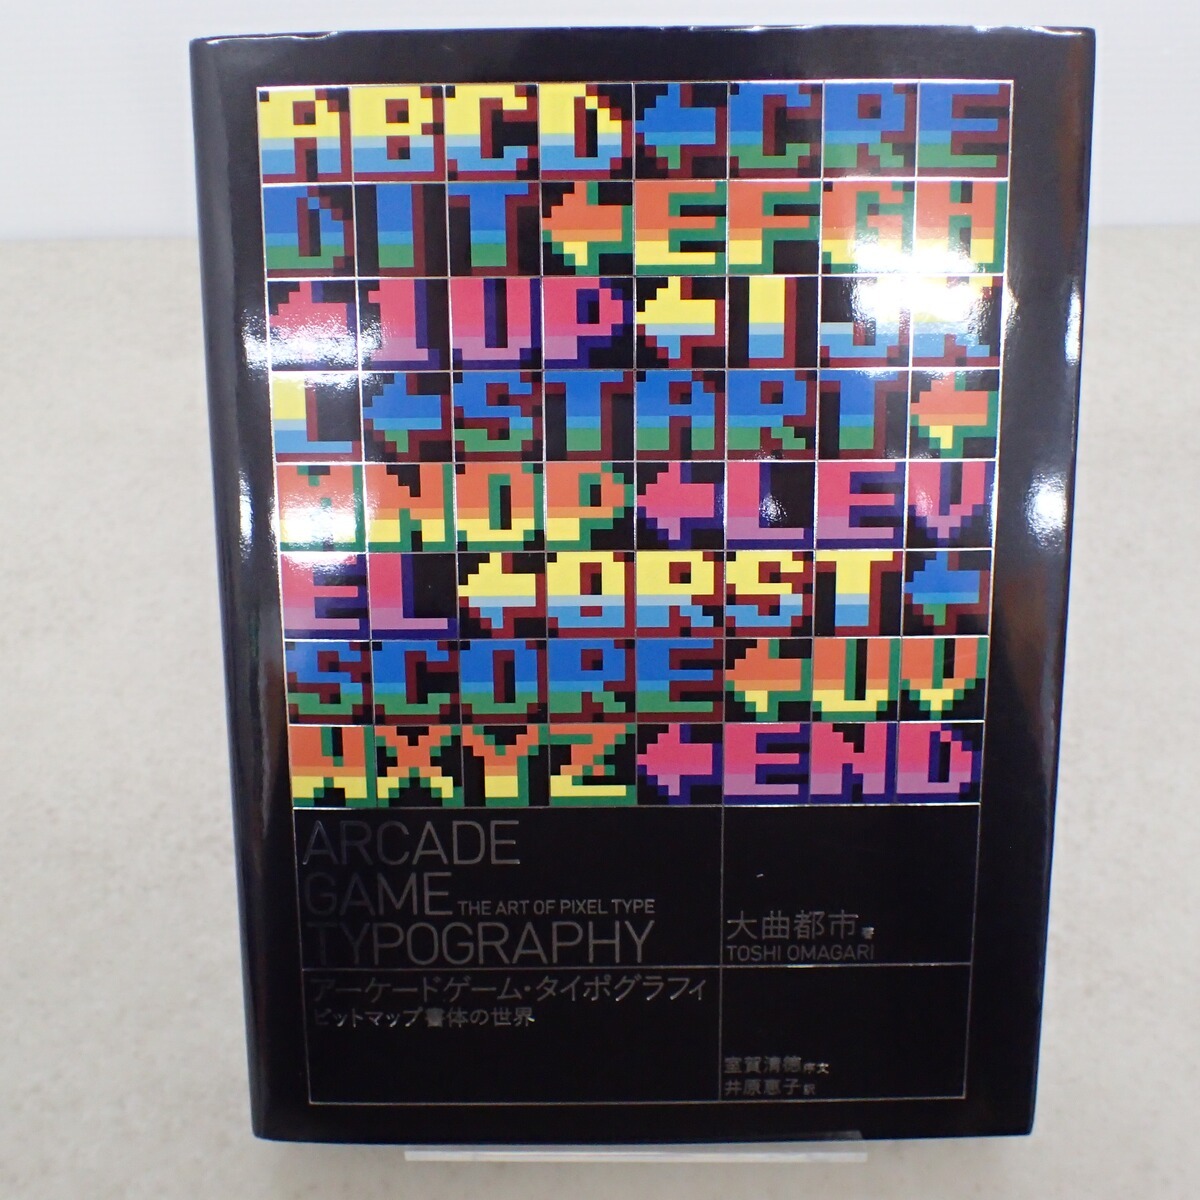 ABCD←CRE
DIT←EFGH
←1UP←IJK
L←START←
MNOP←LEV
EL←QRST←
SCORE←UV
WXYZ←END
ARCADE
GAME THE ART OF PIXEL TYPE
TYPOGRAPHY
アーケードゲーム・タイポグラフィ
ビットマップ書体の世界
大曲都市 著
TOSHI OMAGARI
室賀清徳 序文
井原恵子 訳